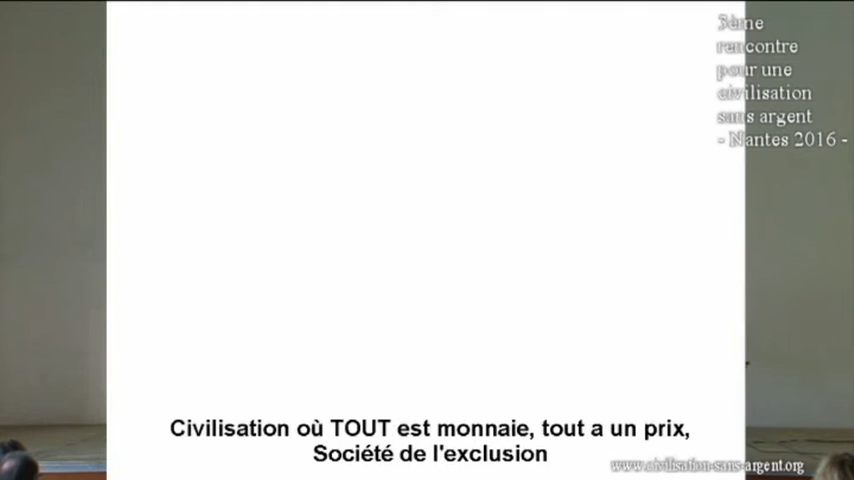 3ème
rencontre
pour une
civilisation
sans argent
- Nantes 2016 -
Civilisation où TOUT est monnaie, tout a un prix,
Société de l'exclusion
www.civilisation-sans-argent.org